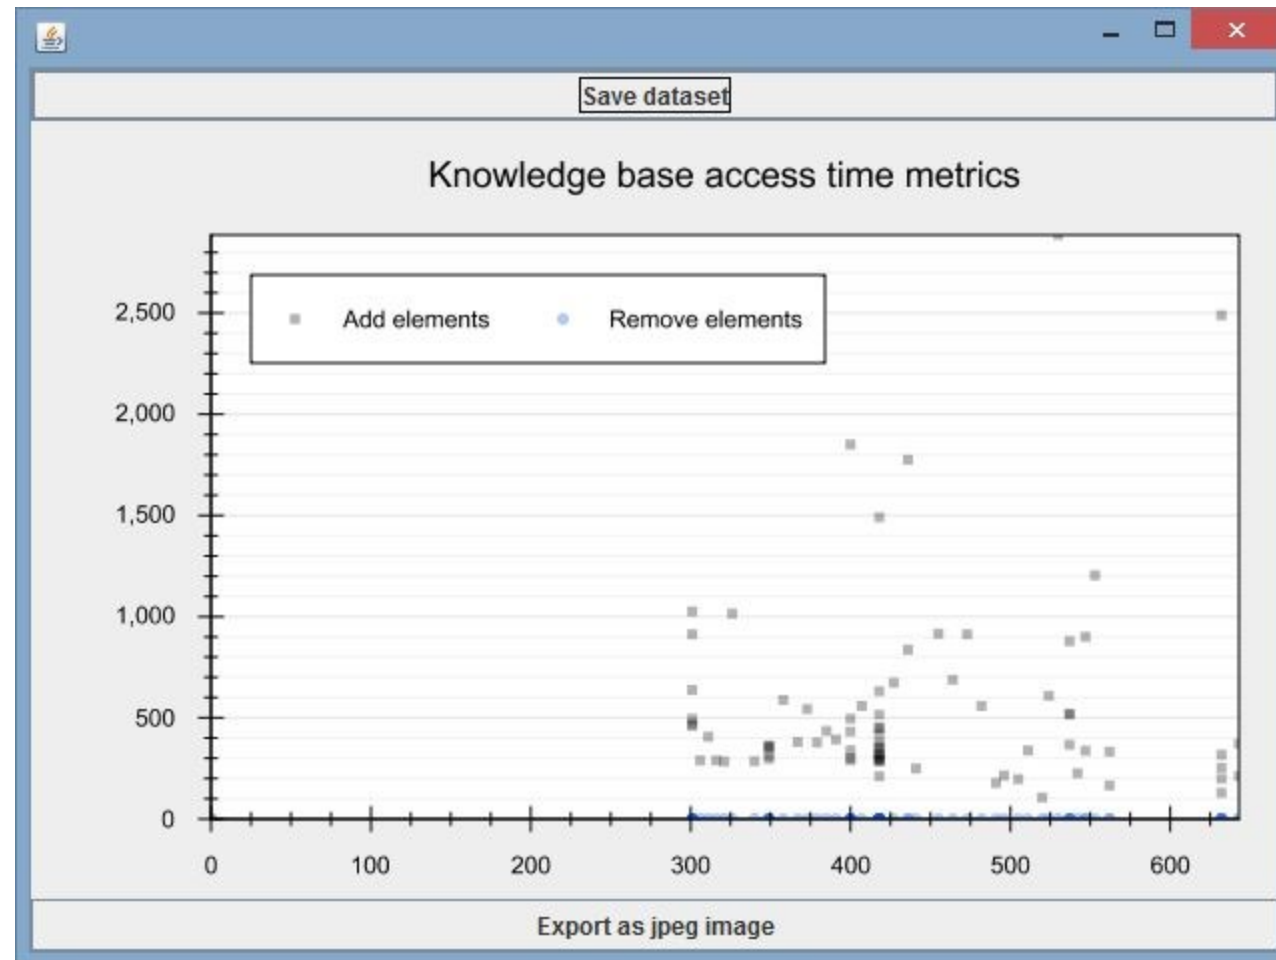 Save dataset
Knowledge base access time metrics
Add elements Remove elements
2,500
2,000
1,500
1,000
500
0
0 100 200 300 400 500 600
Export as jpeg image